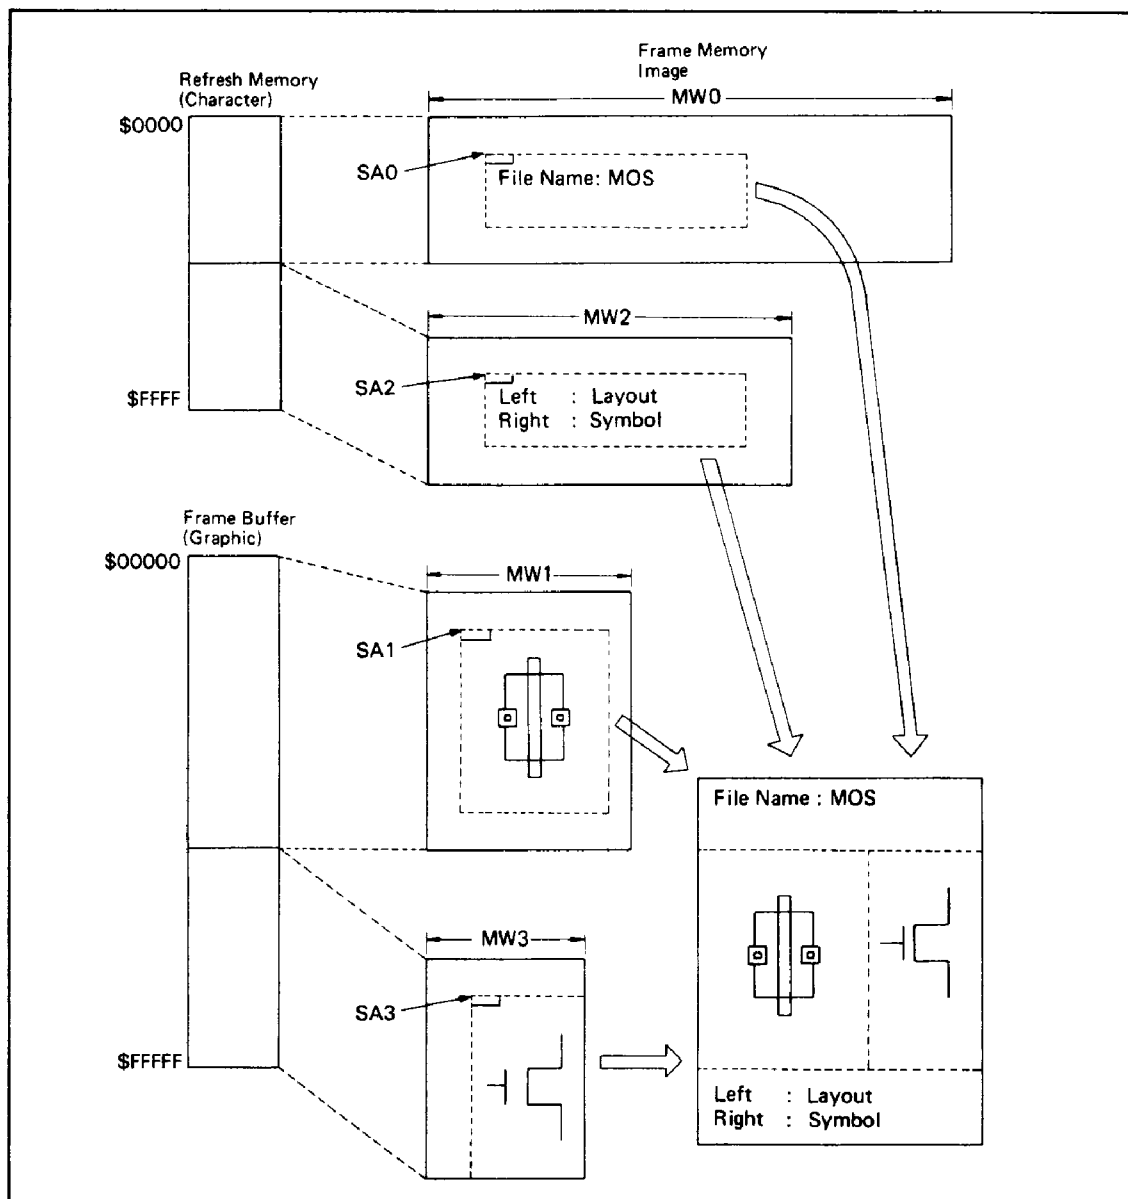 Frame Memory
Image
Refresh Memory
(Character)
MW0
$0000
SA0
File Name: MOS
MW2
SA2
$FFFF
Left : Layout
Right : Symbol
Frame Buffer
(Graphic)
$00000
MW1
SA1
File Name : MOS
MW3
SA3
$FFFFF
Left : Layout
Right : Symbol